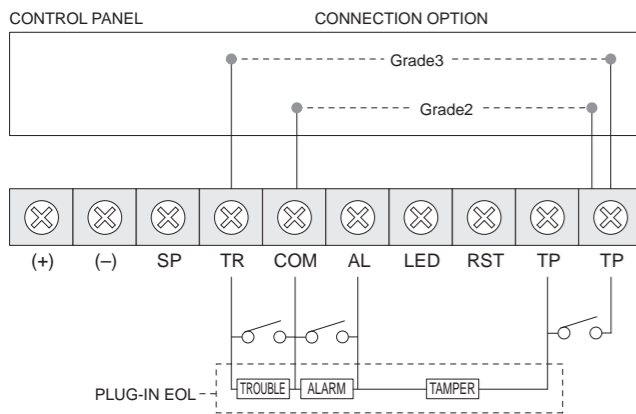 CONTROL PANEL CONNECTION OPTION
Grade3
Grade2
(+) (–) SP TR COM AL LED RST TP TP
PLUG-IN EOL TROUBLE ALARM TAMPER